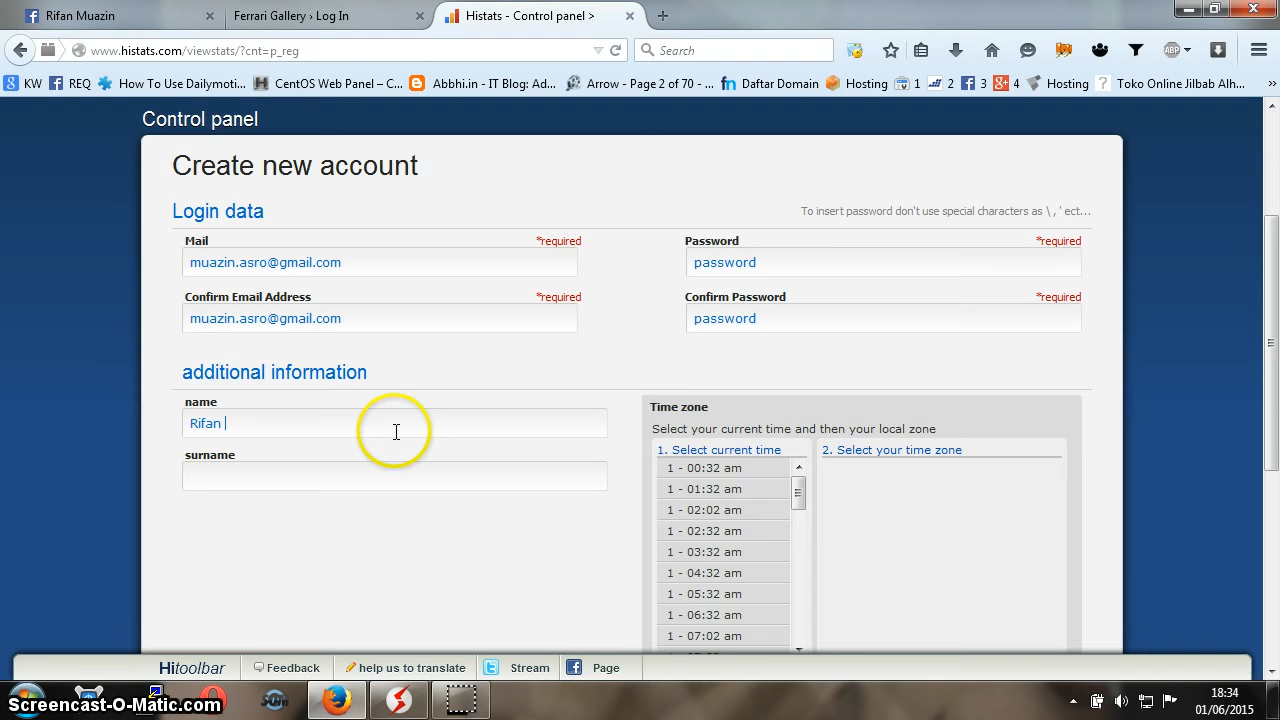 Rifan Muazin
Ferrari Gallery › Log In
Histats - Control panel >
www.histats.com/viewstats/?cnt=p_reg
Search
ABP
KW
REQ
How To Use Dailymoti...
CentOS Web Panel – C...
Abbhi.in - IT Blog: Ad...
Arrow - Page 2 of 70 - ...
Daftar Domain
Hosting
1
2
3
4
Hosting
Toko Online Jilbab Alh...
Control panel
Create new account
Login data
To insert password don't use special characters as \ , ' ect...
Mail
*required
Password
*required
muazin.asro@gmail.com
password
Confirm Email Address
*required
Confirm Password
*required
muazin.asro@gmail.com
password
additional information
name
Rifan
surname
Time zone
Select your current time and then your local zone
1. Select current time
2. Select your time zone
1 - 00:32 am
1 - 01:32 am
1 - 02:02 am
1 - 02:32 am
1 - 03:32 am
1 - 04:32 am
1 - 05:32 am
1 - 06:32 am
1 - 07:02 am
Hitoolbar
Feedback
help us to translate
Stream
Page
Screencast-O-Matic.com
18:34
01/06/2015